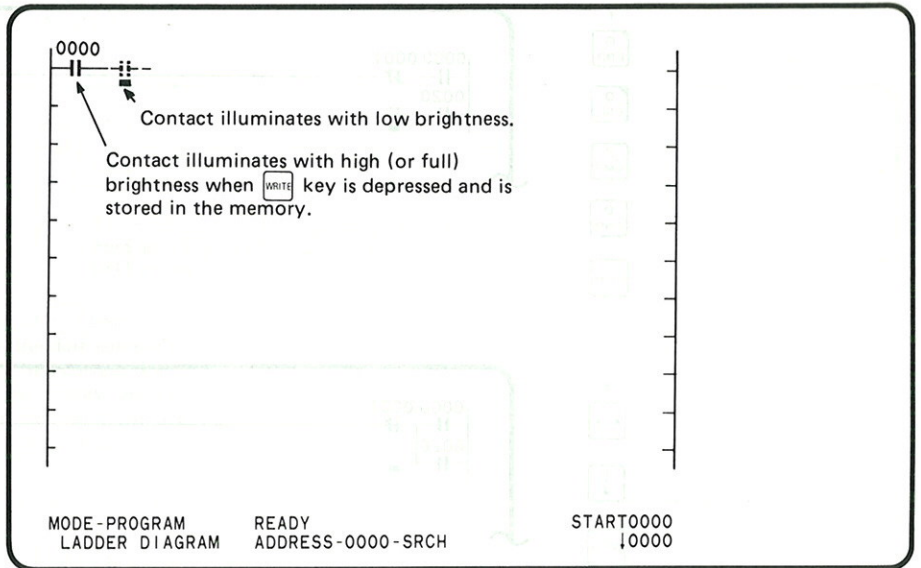 0000
Contact illuminates with low brightness.
Contact illuminates with high (or full)
brightness when WRITE key is depressed and is
stored in the memory.
MODE-PROGRAM READY START0000
LADDER DIAGRAM ADDRESS-0000-SRCH ↓0000